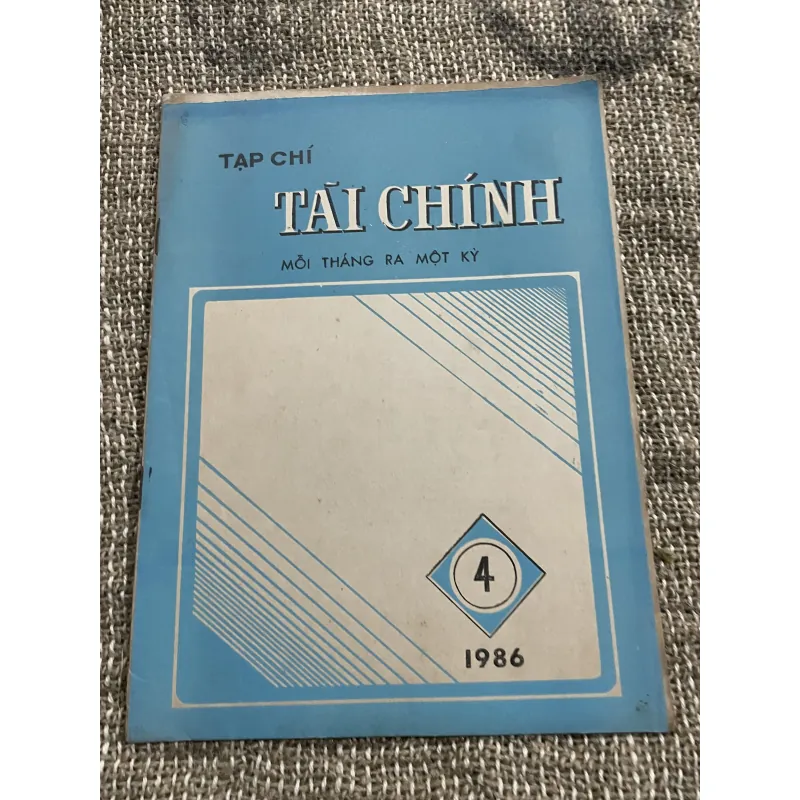 TẠP CHÍ
TÀI CHÍNH
MỖI THÁNG RA MỘT KỲ
4
1986